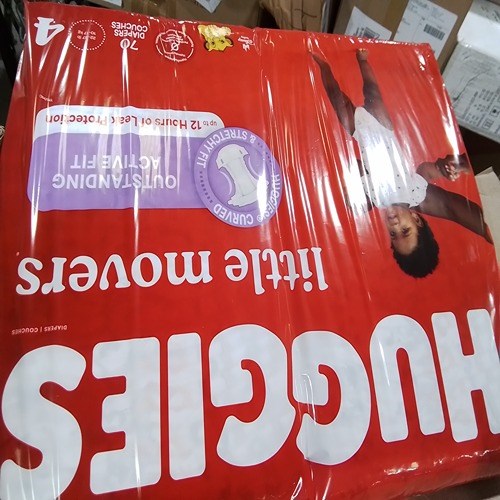 HUGGIES
DIAPERS | COUCHES
little movers
HUGGIES® CURVED
& STRETCHY FIT
OUTSTANDING
ACTIVE FIT
up to 12 Hours of Leak Protection
70
DIAPERS
COUCHES
4